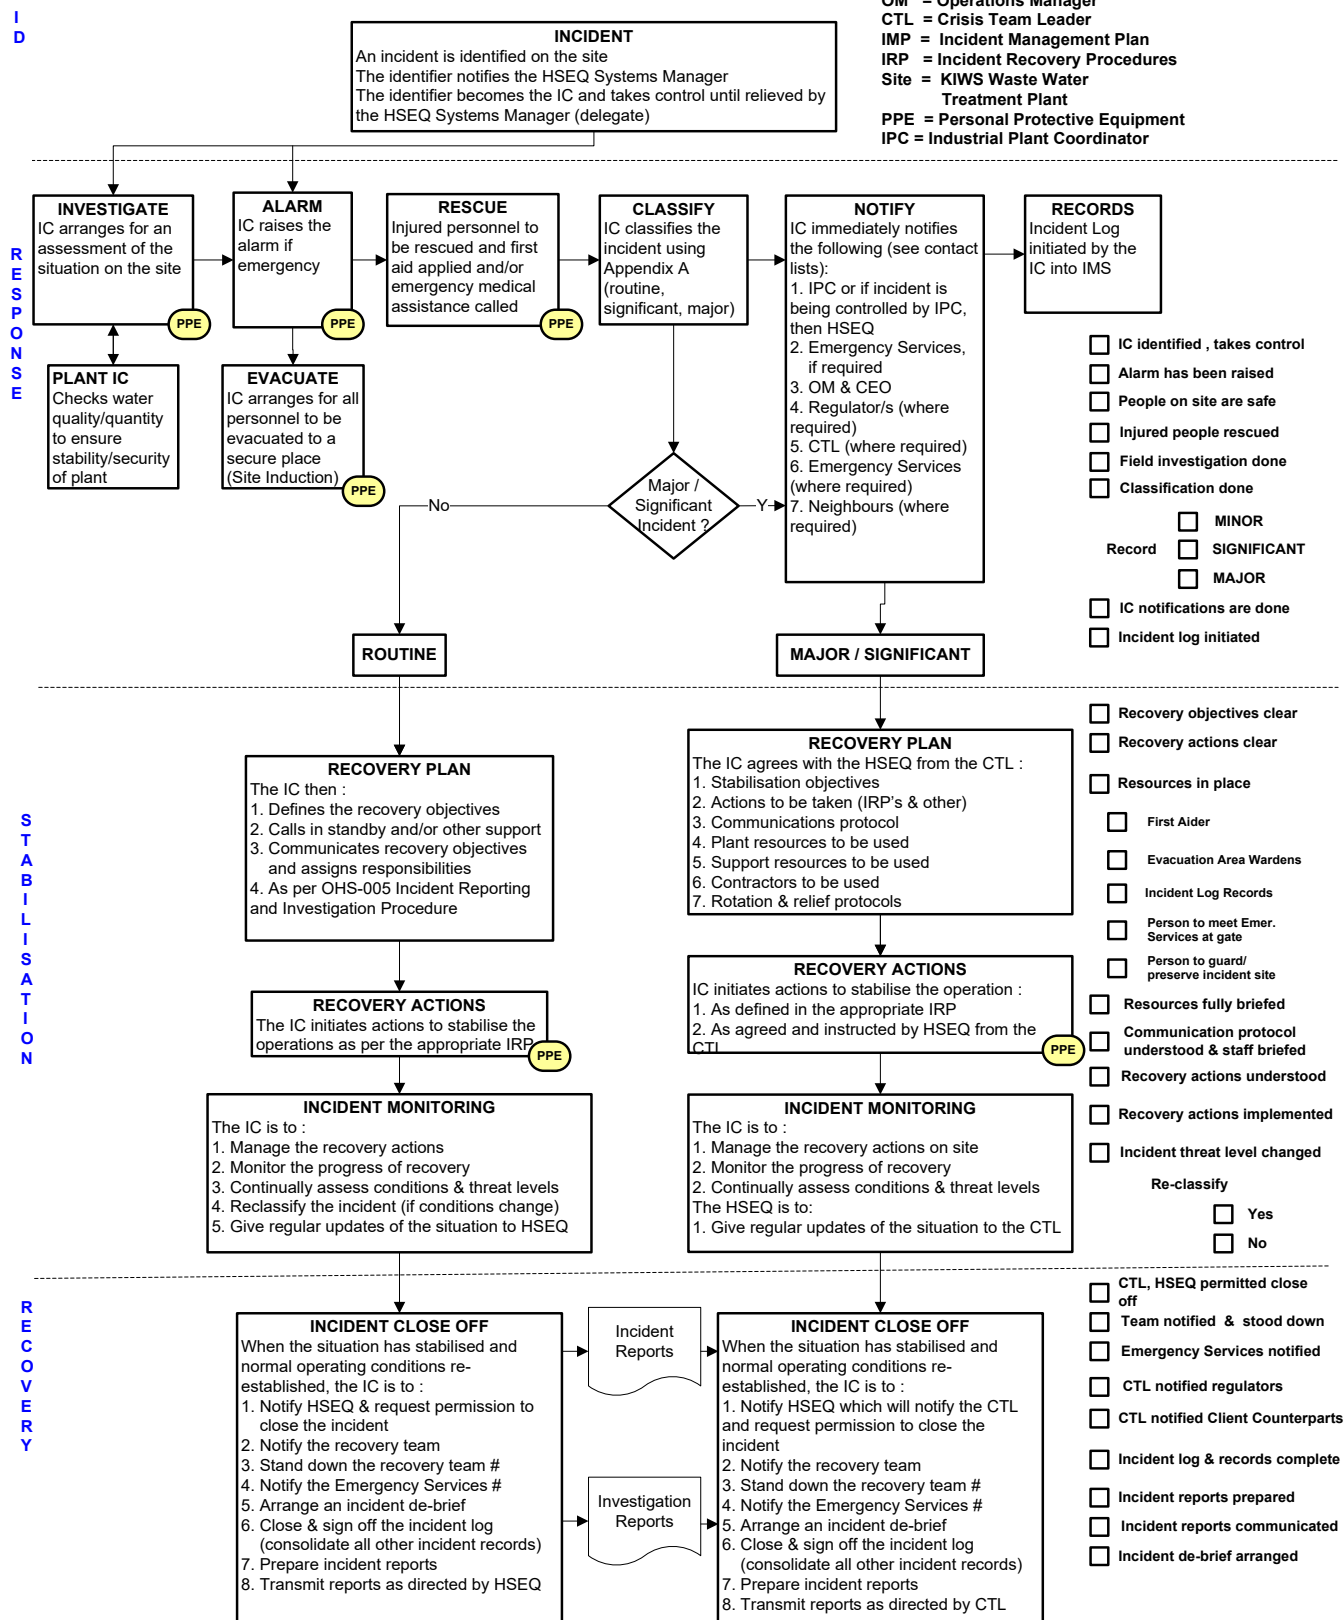 OM = Operations Manager
CTL = Crisis Team Leader
IMP = Incident Management Plan
IRP = Incident Recovery Procedures
Site = KIWS Waste Water
Treatment Plant
PPE = Personal Protective Equipment
IPC = Industrial Plant Coordinator
ID
INCIDENT
An incident is identified on the site
The identifier notifies the HSEQ Systems Manager
The identifier becomes the IC and takes control until relieved by
the HSEQ Systems Manager (delegate)
RESPONSE
INVESTIGATE
IC arranges for an
assessment of the
situation on the site
PPE
ALARM
IC raises the
alarm if
emergency
PPE
RESCUE
Injured personnel to
be rescued and first
aid applied and/or
emergency medical
assistance called
PPE
CLASSIFY
IC classifies the
incident using
Appendix A
(routine,
significant, major)
NOTIFY
IC immediately notifies
the following (see contact
lists):
1. IPC or if incident is
being controlled by IPC,
then HSEQ
2. Emergency Services,
if required
3. OM & CEO
4. Regulator/s (where
required)
5. CTL (where required)
6. Emergency Services
(where required)
7. Neighbours (where
required)
RECORDS
Incident Log
initiated by the
IC into IMS
PLANT IC
Checks water
quality/quantity
to ensure
stability/security
of plant
EVACUATE
IC arranges for all
personnel to be
evacuated to a
secure place
(Site Induction)
PPE
Major /
Significant
Incident ?
No
Y
IC identified , takes control
Alarm has been raised
People on site are safe
Injured people rescued
Field investigation done
Classification done
MINOR
Record SIGNIFICANT
MAJOR
IC notifications are done
Incident log initiated
ROUTINE
MAJOR / SIGNIFICANT
STABILISATION
RECOVERY PLAN
The IC then :
1. Defines the recovery objectives
2. Calls in standby and/or other support
3. Communicates recovery objectives
and assigns responsibilities
4. As per OHS-005 Incident Reporting
and Investigation Procedure
RECOVERY PLAN
The IC agrees with the HSEQ from the CTL :
1. Stabilisation objectives
2. Actions to be taken (IRP's & other)
3. Communications protocol
4. Plant resources to be used
5. Support resources to be used
6. Contractors to be used
7. Rotation & relief protocols
RECOVERY ACTIONS
The IC initiates actions to stabilise the
operations as per the appropriate IRP
PPE
RECOVERY ACTIONS
IC initiates actions to stabilise the operation :
1. As defined in the appropriate IRP
2. As agreed and instructed by HSEQ from the
CTL
PPE
INCIDENT MONITORING
The IC is to :
1. Manage the recovery actions
2. Monitor the progress of recovery
3. Continually assess conditions & threat levels
4. Reclassify the incident (if conditions change)
5. Give regular updates of the situation to HSEQ
INCIDENT MONITORING
The IC is to :
1. Manage the recovery actions on site
2. Monitor the progress of recovery
2. Continually assess conditions & threat levels
The HSEQ is to:
1. Give regular updates of the situation to the CTL
Recovery objectives clear
Recovery actions clear
Resources in place
First Aider
Evacuation Area Wardens
Incident Log Records
Person to meet Emer.
Services at gate
Person to guard/
preserve incident site
Resources fully briefed
Communication protocol
understood & staff briefed
Recovery actions understood
Recovery actions implemented
Incident threat level changed
Re-classify
Yes
No
RECOVERY
INCIDENT CLOSE OFF
When the situation has stabilised and
normal operating conditions re-
established, the IC is to :
1. Notify HSEQ & request permission to
close the incident
2. Notify the recovery team
3. Stand down the recovery team #
4. Notify the Emergency Services #
5. Arrange an incident de-brief
6. Close & sign off the incident log
(consolidate all other incident records)
7. Prepare incident reports
8. Transmit reports as directed by HSEQ
Incident
Reports
Investigation
Reports
INCIDENT CLOSE OFF
When the situation has stabilised and
normal operating conditions re-
established, the IC is to :
1. Notify HSEQ which will notify the CTL
and request permission to close the
incident
2. Notify the recovery team
3. Stand down the recovery team #
4. Notify the Emergency Services #
5. Arrange an incident de-brief
6. Close & sign off the incident log
(consolidate all other incident records)
7. Prepare incident reports
8. Transmit reports as directed by CTL
CTL, HSEQ permitted close
off
Team notified & stood down
Emergency Services notified
CTL notified regulators
CTL notified Client Counterparts
Incident log & records complete
Incident reports prepared
Incident reports communicated
Incident de-brief arranged